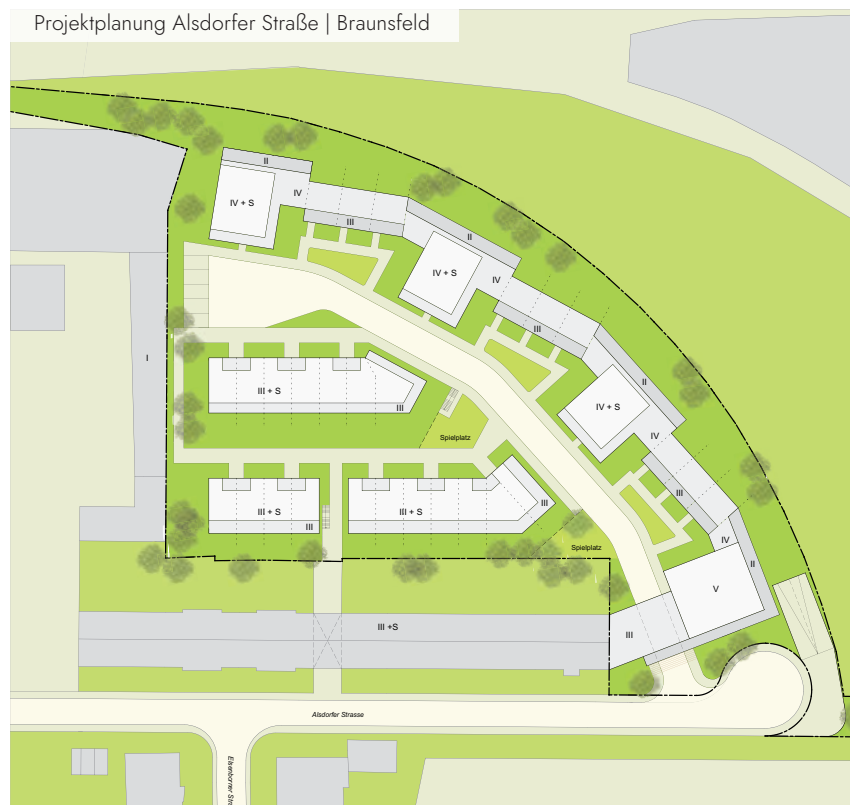 Projektplanung Alsdorfer Straße | Braunsfeld
II
IV + S
IV
III
II
IV + S
IV
III
I
II
III + S
III
IV + S
Spielplatz
IV
III
III + S
III
III + S
III
Spielplatz
IV
II
V
III +S
III
Alsdorfer Strasse